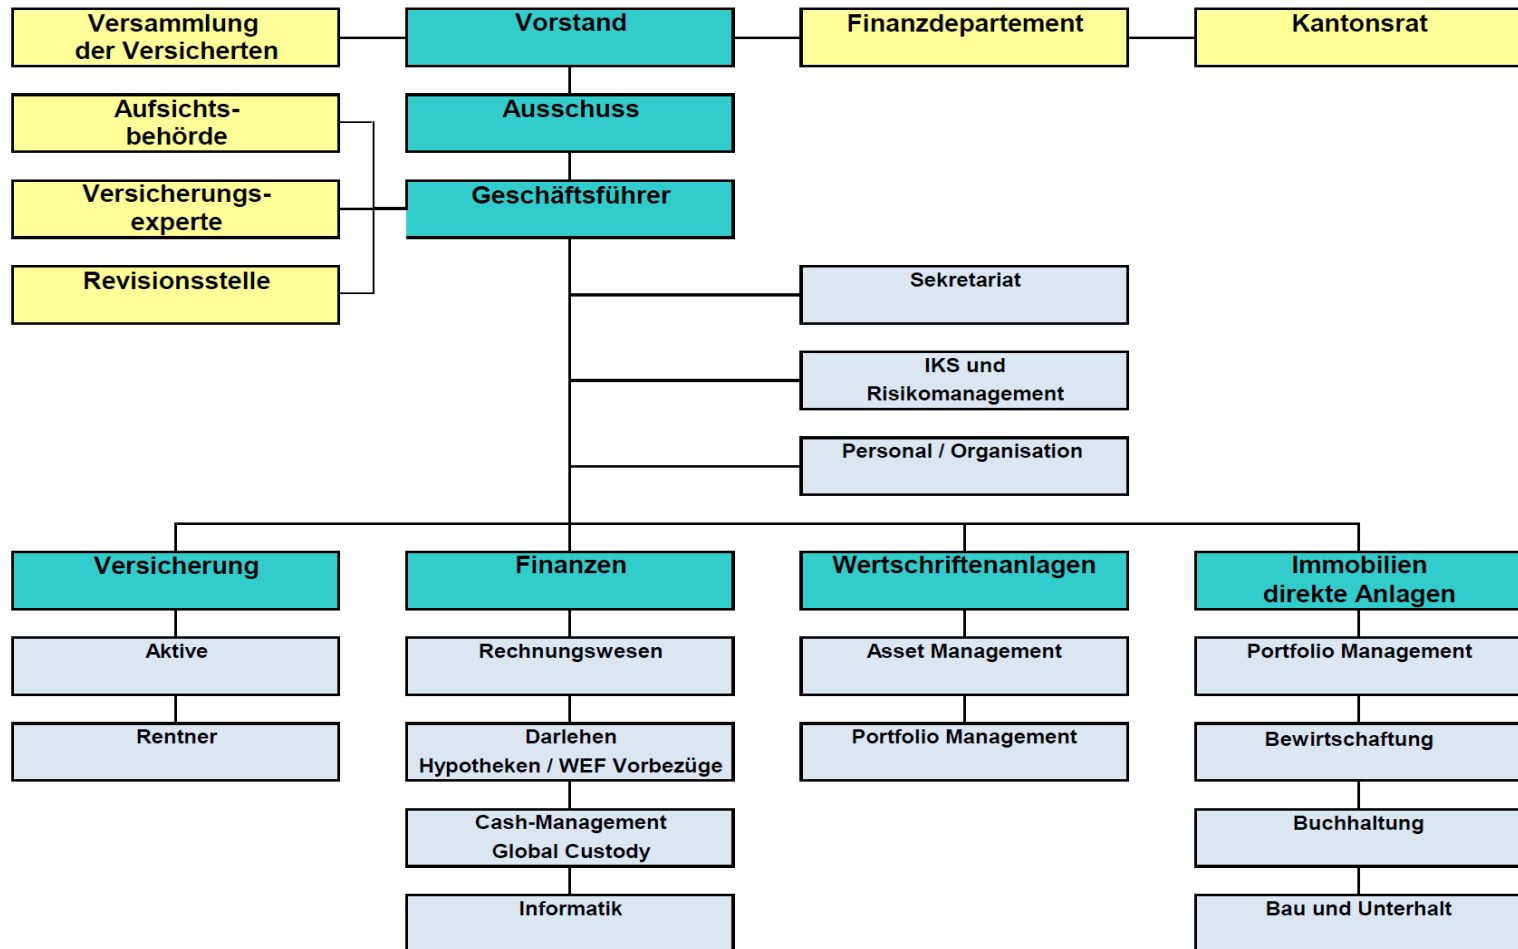 Versammlung
der Versicherten
Vorstand
Finanzdepartement
Kantonsrat
Aufsichts-
behörde
Ausschuss
Versicherungs-
experte
Geschäftsführer
Revisionsstelle
Sekretariat
IKS und
Risikomanagement
Personal / Organisation
Versicherung
Finanzen
Wertschriftenanlagen
Immobilien
direkte Anlagen
Aktive
Rechnungswesen
Asset Management
Portfolio Management
Rentner
Darlehen
Hypotheken / WEF Vorbezüge
Portfolio Management
Bewirtschaftung
Cash-Management
Global Custody
Buchhaltung
Informatik
Bau und Unterhalt